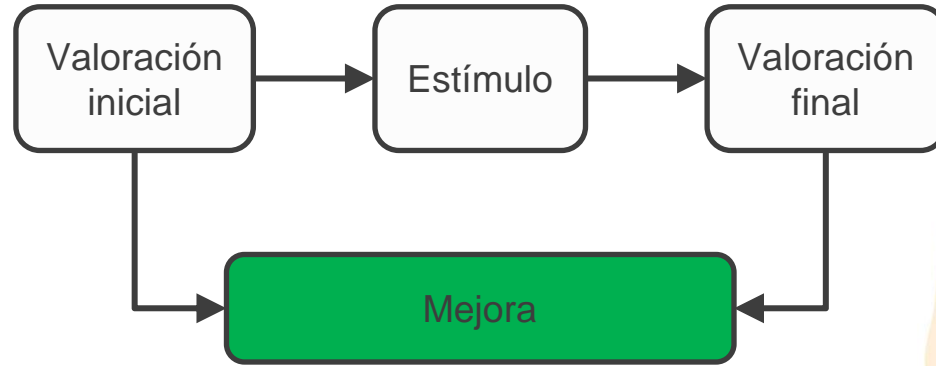 Valoración
inicial
Estímulo
Valoración
final
Mejora